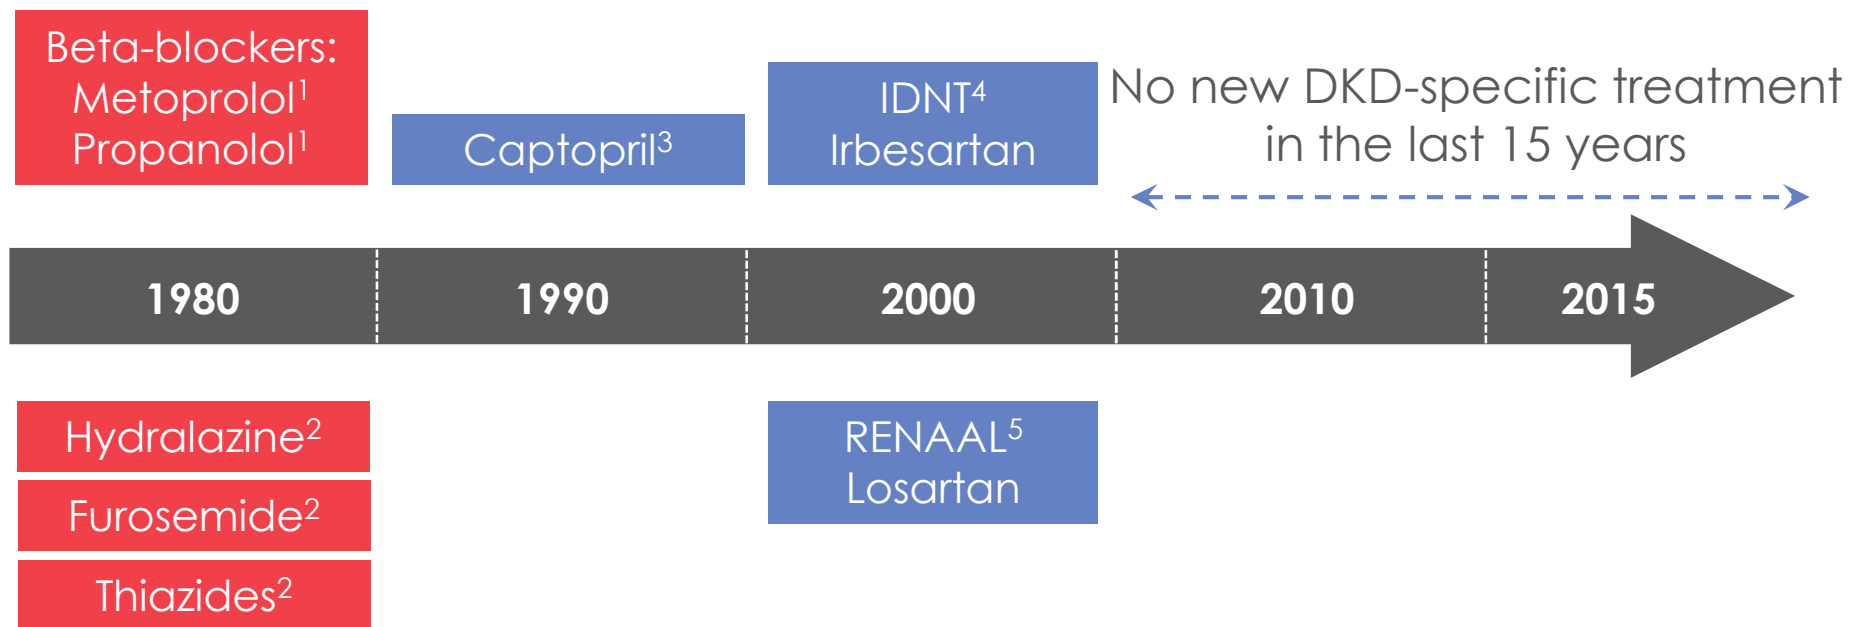 Beta-blockers:
Metoprolol¹
Propanolol¹
Captopril³
IDNT⁴
Irbesartan
No new DKD-specific treatment
in the last 15 years
1980
1990
2000
2010
2015
Hydralazine²
Furosemide²
Thiazides²
RENAAL⁵
Losartan